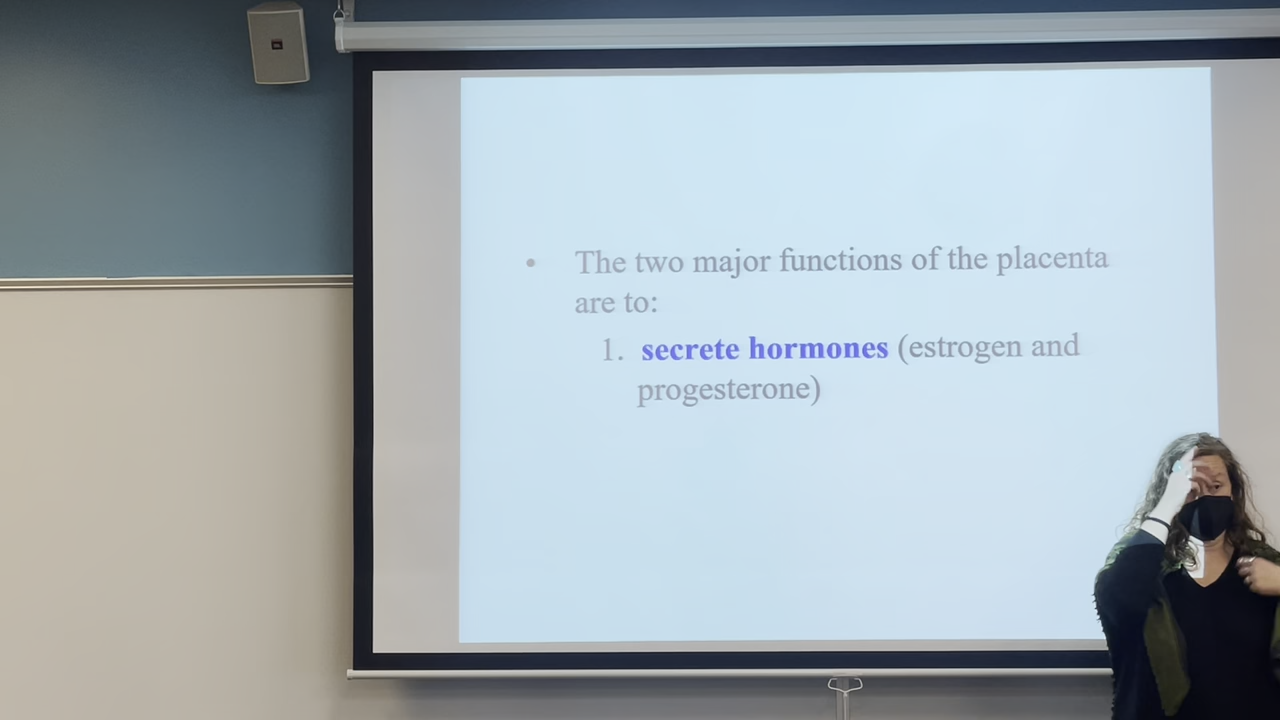 • The two major functions of the placenta
are to:
1. secrete hormones (estrogen and
progesterone)